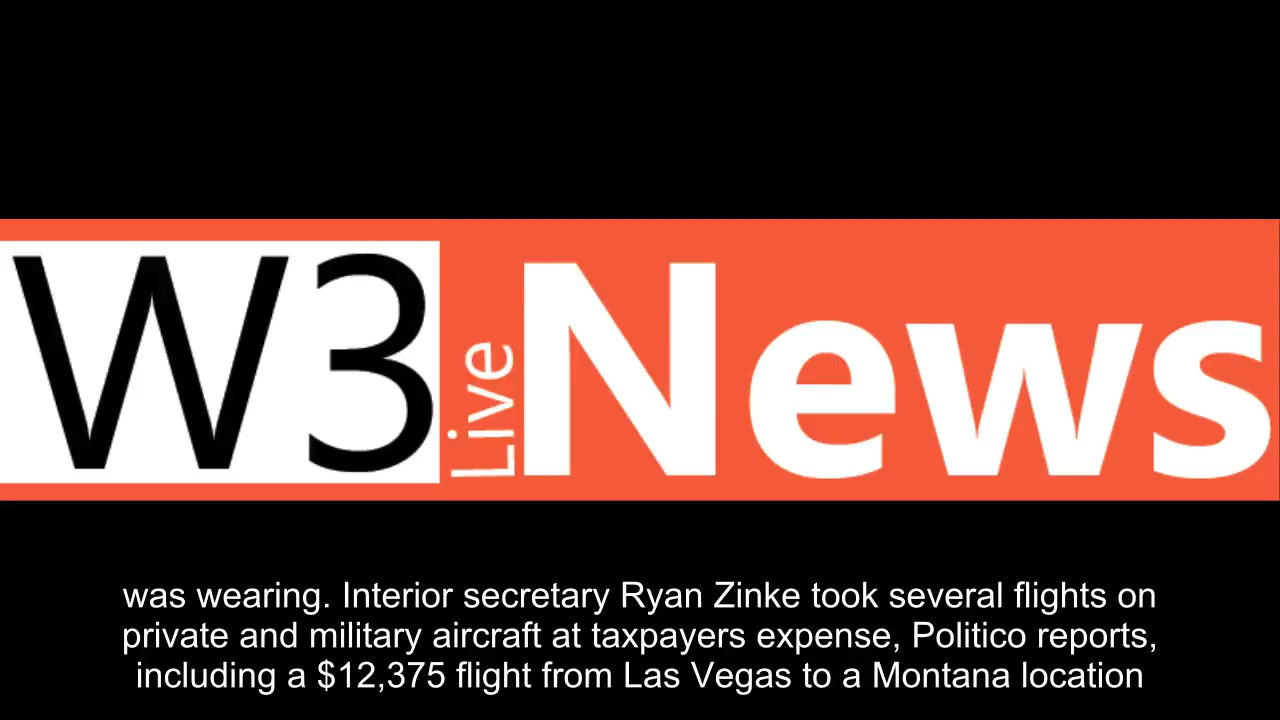 W3 Live News
was wearing. Interior secretary Ryan Zinke took several flights on
private and military aircraft at taxpayers expense, Politico reports,
including a $12,375 flight from Las Vegas to a Montana location